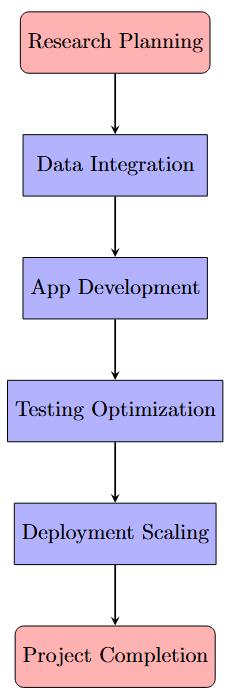 Research Planning
Data Integration
App Development
Testing Optimization
Deployment Scaling
Project Completion